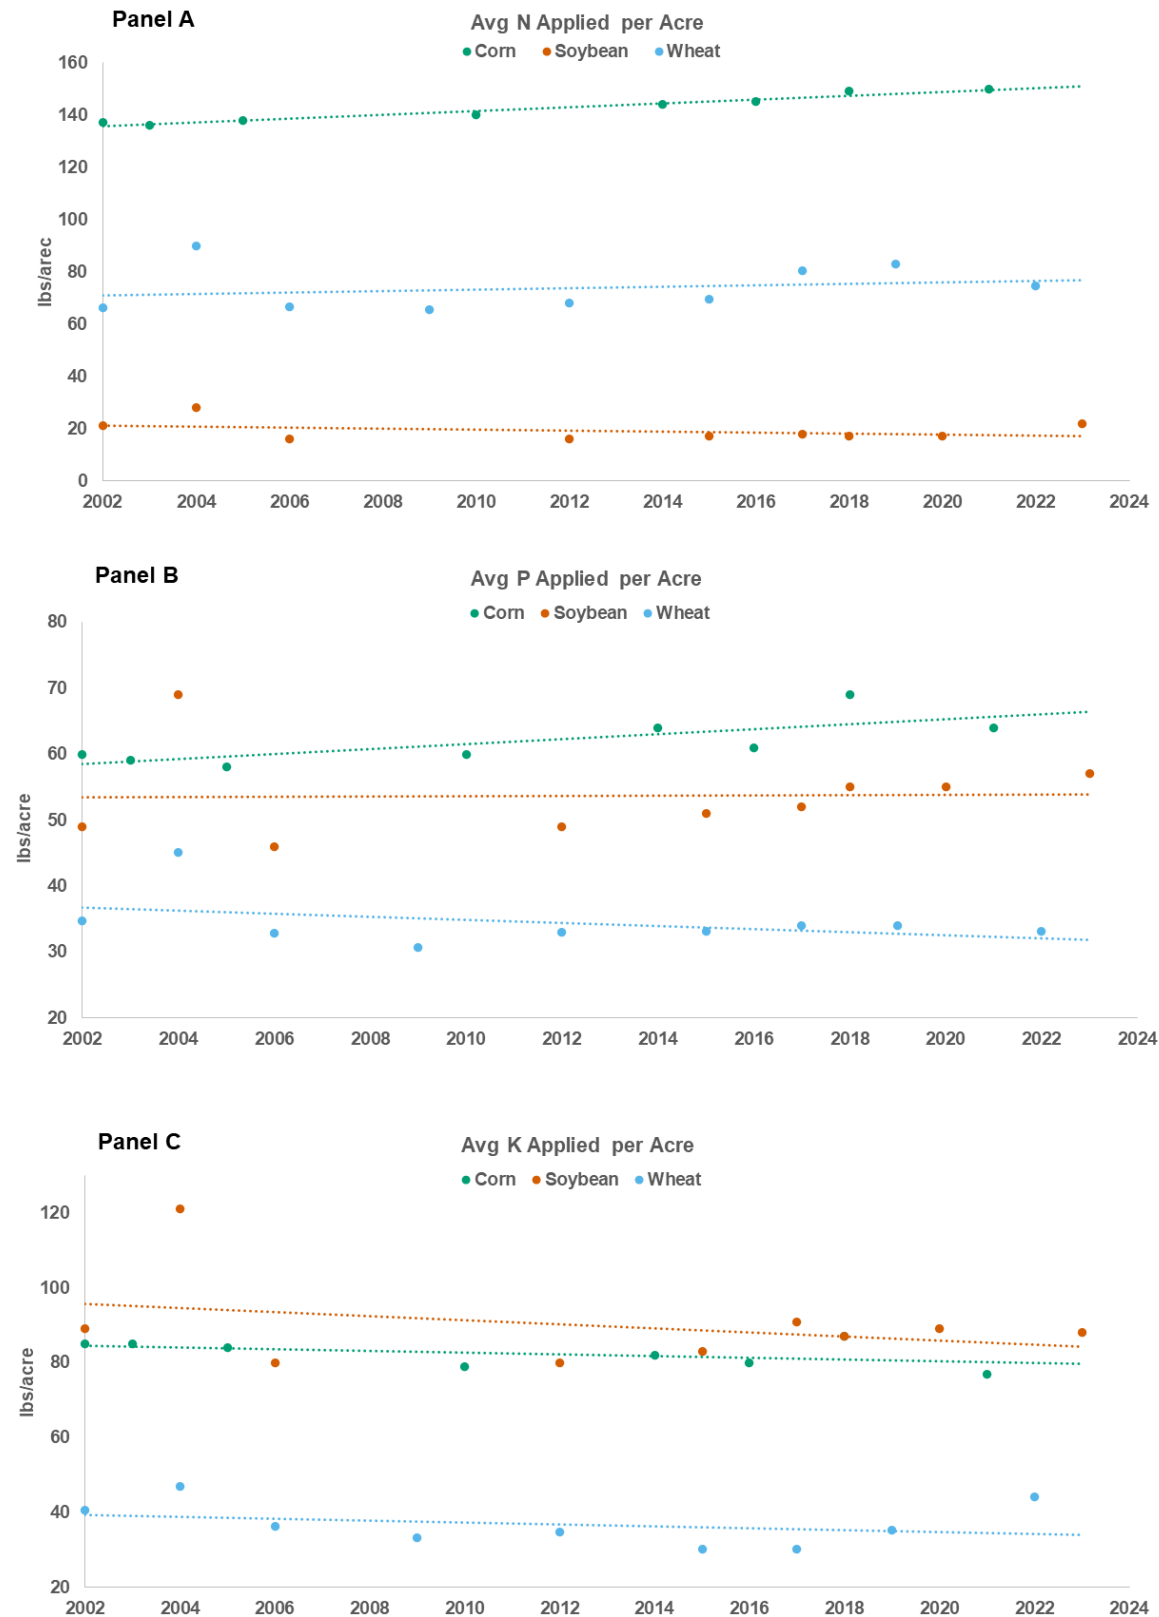 Panel A
Avg N Applied per Acre
Corn Soybean Wheat
160
140
120
100
80
60
40
20
0
lbs/arec
2002 2004 2006 2008 2010 2012 2014 2016 2018 2020 2022 2024
Panel B
Avg P Applied per Acre
Corn Soybean Wheat
80
70
60
50
40
30
20
lbs/acre
2002 2004 2006 2008 2010 2012 2014 2016 2018 2020 2022 2024
Panel C
Avg K Applied per Acre
Corn Soybean Wheat
120
100
80
60
40
20
lbs/acre
2002 2004 2006 2008 2010 2012 2014 2016 2018 2020 2022 2024